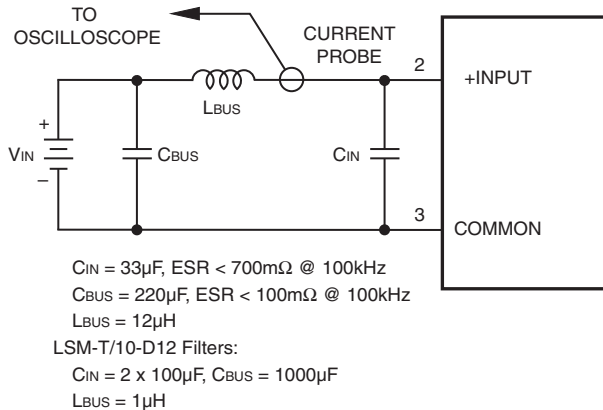 TO
OSCILLOSCOPE
CURRENT
PROBE
2
+INPUT
LBUS
+
VIN
–
CBUS
CIN
3
COMMON
CIN = 33µF, ESR < 700mΩ @ 100kHz
CBUS = 220µF, ESR < 100mΩ @ 100kHz
LBUS = 12µH
LSM-T/10-D12 Filters:
CIN = 2 x 100µF, CBUS = 1000µF
LBUS = 1µH